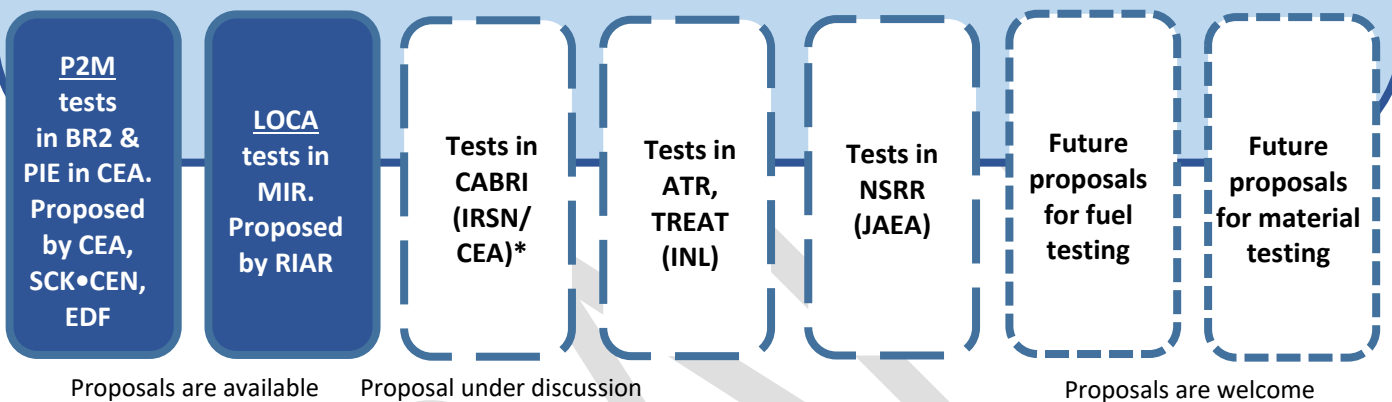 P2M
tests
in BR2 &
PIE in CEA.
Proposed
by CEA,
SCK•CEN,
EDF
LOCA
tests in
MIR.
Proposed
by RIAR
Tests in
CABRI
(IRSN/
CEA)*
Tests in
ATR,
TREAT
(INL)
Tests in
NSRR
(JAEA)
Future
proposals
for fuel
testing
Future
proposals
for material
testing
Proposals are available
Proposal under discussion
Proposals are welcome